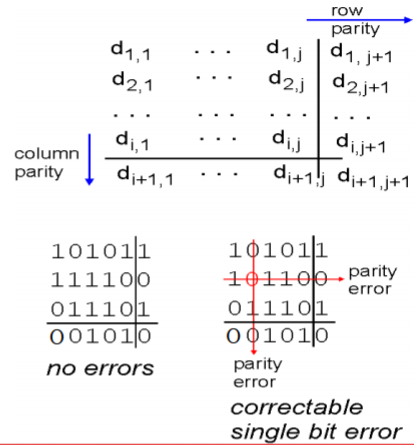 row
parity
d1,1 . . . d1,j d1, j+1
d2,1 . . . d2,j d2,j+1
. . . . . . . . . . . .
di,1 . . . di,j di,j+1
column
parity
di+1,1 . . . di+1,j di+1,j+1
101011
111100
011101
001010
no errors
101011
101100
parity
error
011101
001010
parity
error
correctable
single bit error